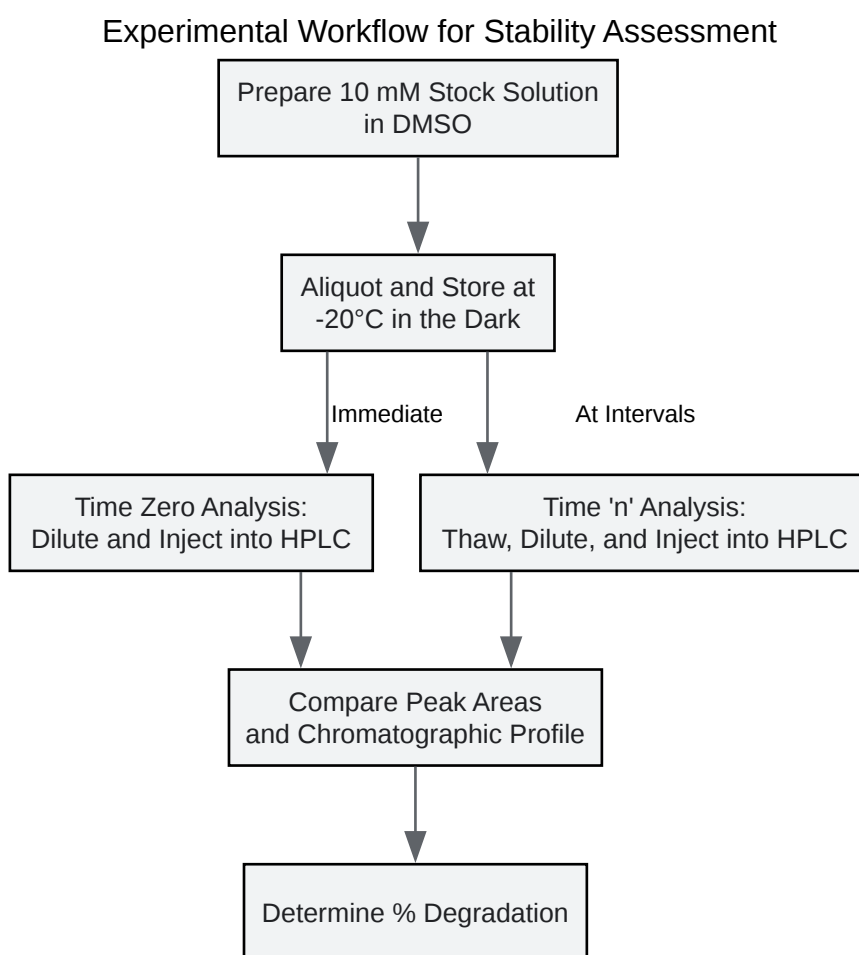 Experimental Workflow for Stability Assessment
Prepare 10 mM Stock Solution
in DMSO
Aliquot and Store at
-20°C in the Dark
Immediate
At Intervals
Time Zero Analysis:
Dilute and Inject into HPLC
Time 'n' Analysis:
Thaw, Dilute, and Inject into HPLC
Compare Peak Areas
and Chromatographic Profile
Determine % Degradation